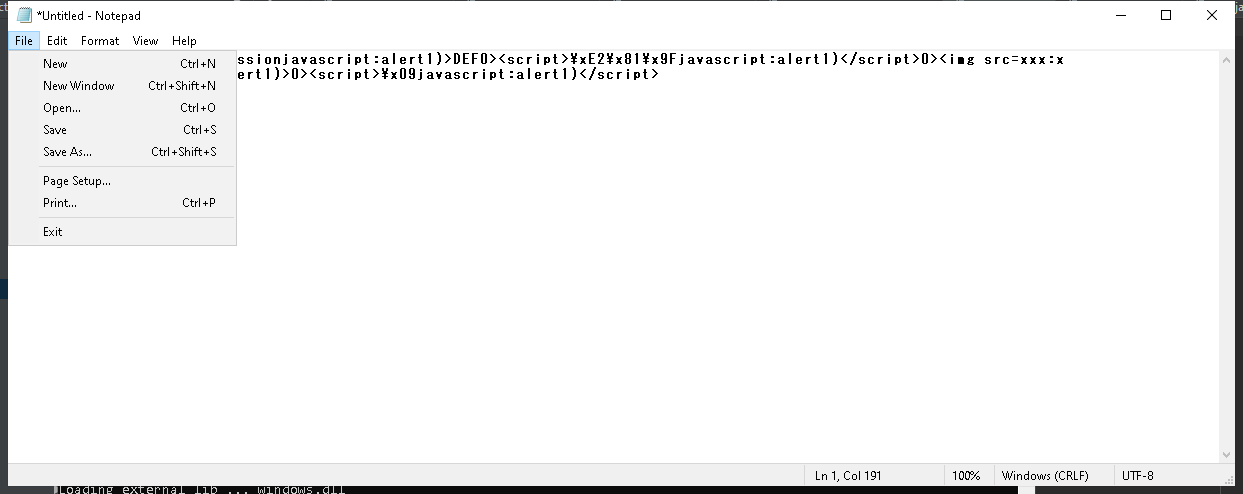 *Untitled - Notepad
File Edit Format View Help
ssionjavascript:alert1)>DEF0><script>¥xE2¥x81¥x9Fjavascript:alert1)</script>0><img src=xxx:x
ert1)>0><script>¥x09javascript:alert1)</script>
New Ctrl+N
New Window Ctrl+Shift+N
Open... Ctrl+O
Save Ctrl+S
Save As... Ctrl+Shift+S
Page Setup...
Print... Ctrl+P
Exit
Ln 1, Col 191 100% Windows (CRLF) UTF-8
Loading external lib ... windows.dll